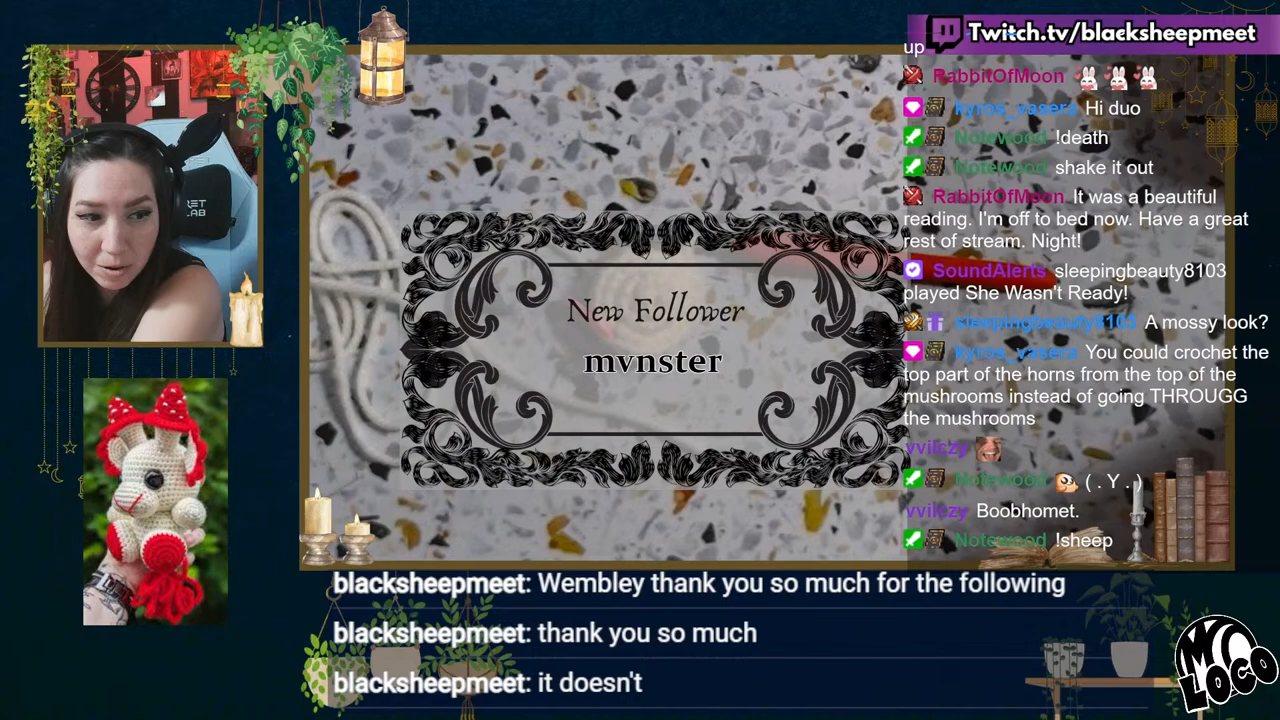 Twitch.tv/blacksheepmeet
up
RabbitOfMoon
kyros_vasera Hi duo
Notewood !death
Notewood shake it out
RabbitOfMoon It was a beautiful
reading. I'm off to bed now. Have a great
rest of stream. Night!
SoundAlerts sleepingbeauty8103
played She Wasn't Ready!
sleepingbeauty8103 A mossy look?
kyros_vasera You could crochet the
top part of the horns from the top of the
mushrooms instead of going THROUGG
the mushrooms
vvilczy
Notewood ( . Y . )
vvilczy Boobhomet.
Notewood !sheep
New Follower
mvnster
blacksheepmeet: Wembley thank you so much for the following
blacksheepmeet: thank you so much
blacksheepmeet: it doesn't
MC
LOCO